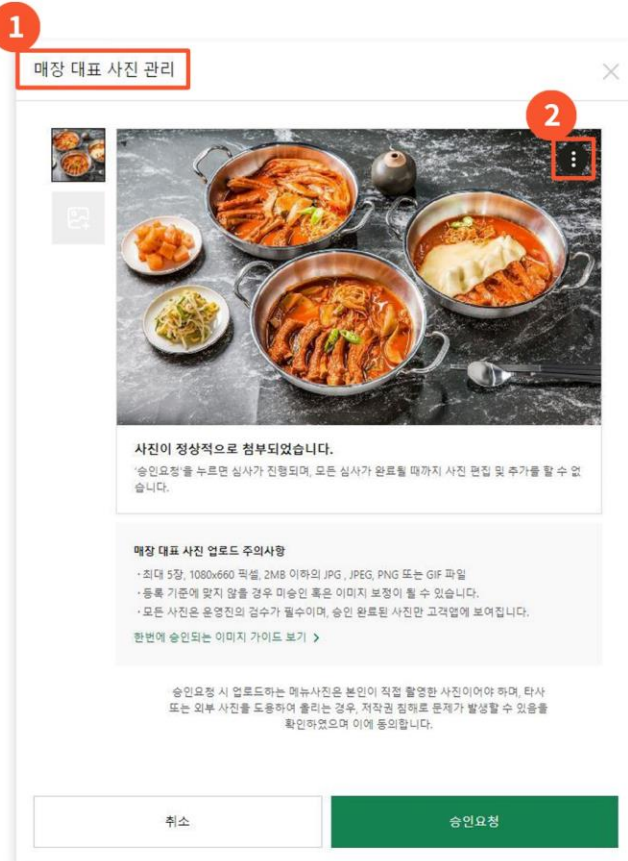 1
매장 대표 사진 관리
2
사진이 정상적으로 첨부되었습니다.
'승인요청'을 누르면 심사가 진행되며, 모든 심사가 완료될 때까지 사진 편집 및 추가를 할 수 없
습니다.
매장 대표 사진 업로드 주의사항
· 최대 5장, 1080x660 픽셀, 2MB 이하의 JPG , JPEG, PNG 또는 GIF 파일
· 등록 기준에 맞지 않을 경우 미승인 혹은 이미지 보정이 될 수 있습니다.
· 모든 사진은 운영진의 검수가 필수이며, 승인 완료된 사진만 고객앱에 보여집니다.
한번에 승인되는 이미지 가이드 보기 >
승인요청 시 업로드하는 메뉴사진은 본인이 직접 촬영한 사진이어야 하며, 타사
또는 외부 사진을 도용하여 올리는 경우, 저작권 침해로 문제가 발생할 수 있음을
확인하였으며 이에 동의합니다.
취소
승인요청